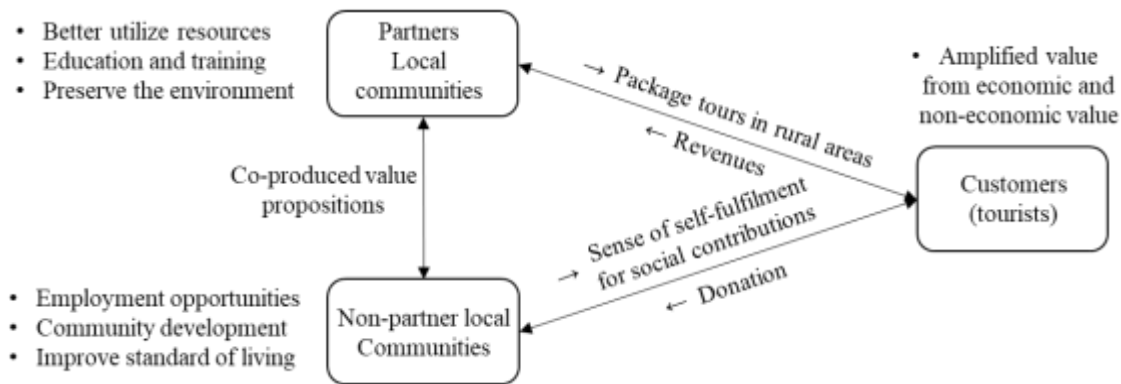 • Better utilize resources
• Education and training
• Preserve the environment
Partners
Local
communities
• Amplified value
from economic and
non-economic value
→ Package tours in rural areas
← Revenues
Customers
(tourists)
Co-produced value
propositions
→ Sense of self-fulfilment
for social contributions
← Donation
• Employment opportunities
• Community development
• Improve standard of living
Non-partner local
Communities